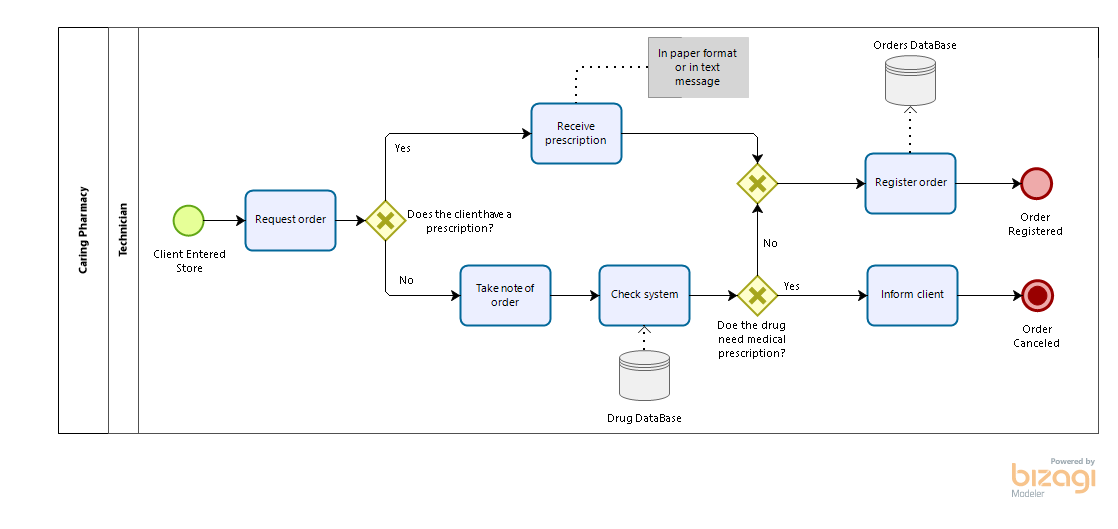 Caring Pharmacy
Technician
Client Entered
Store
Request order
Does the clienthave a
prescription?
Yes
No
Receive
prescription
In paper format
or in text
message
Take note of
order
Check system
Drug DataBase
Doe the drug
need medical
prescription?
No
Yes
Orders DataBase
Register order
Order
Registered
Inform client
Order
Canceled
Powered by
bizagi
Modeler